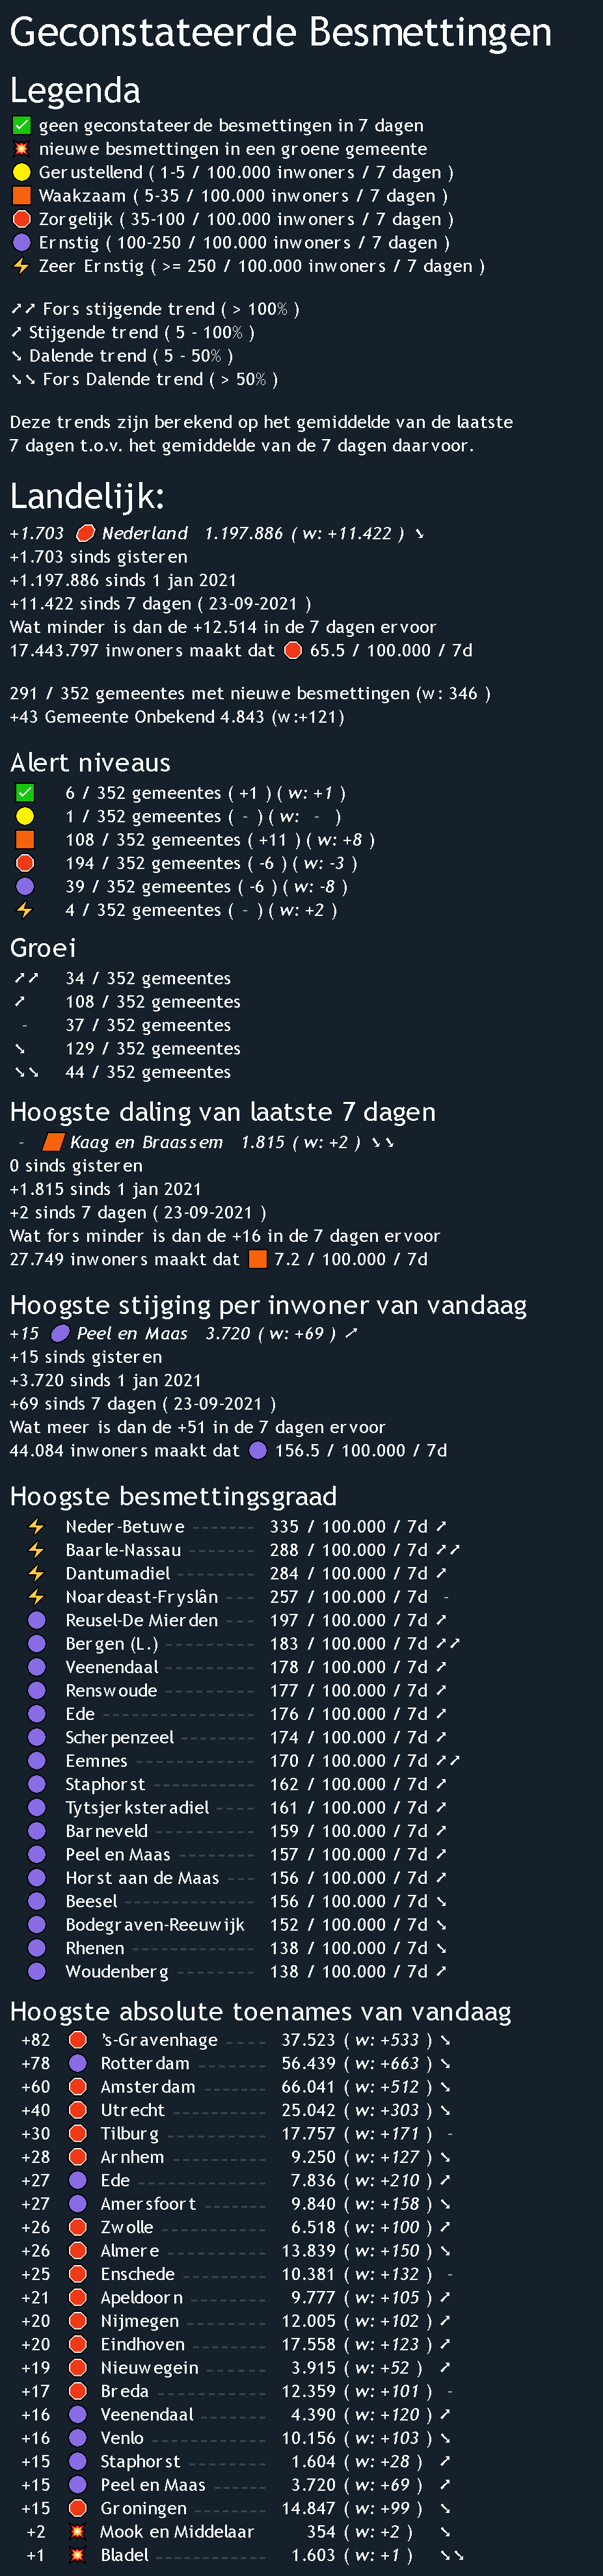 Geconstateerde Besmettingen
Legenda
✅ geen geconstateerde besmettingen in 7 dagen
💥 nieuwe besmettingen in een groene gemeente
🟡 Gerustellend ( 1-5 / 100.000 inwoners / 7 dagen )
🟧 Waakzaam ( 5-35 / 100.000 inwoners / 7 dagen )
🛑 Zorgelijk ( 35-100 / 100.000 inwoners / 7 dagen )
🟣 Ernstig ( 100-250 / 100.000 inwoners / 7 dagen )
⚡ Zeer Ernstig ( >= 250 / 100.000 inwoners / 7 dagen )
➚➚ Fors stijgende trend ( > 100% )
➚ Stijgende trend ( 5 - 100% )
➘ Dalende trend ( 5 - 50% )
➘➘ Fors Dalende trend ( > 50% )
Deze trends zijn berekend op het gemiddelde van de laatste
7 dagen t.o.v. het gemiddelde van de 7 dagen daarvoor.
Landelijk:
+1.703 🛑 Nederland 1.197.886 ( w: +11.422 ) ➘
+1.703 sinds gisteren
+1.197.886 sinds 1 jan 2021
+11.422 sinds 7 dagen ( 23-09-2021 )
Wat minder is dan de +12.514 in de 7 dagen ervoor
17.443.797 inwoners maakt dat 🛑 65.5 / 100.000 / 7d
291 / 352 gemeentes met nieuwe besmettingen (w: 346 )
+43 Gemeente Onbekend 4.843 (w:+121)
Alert niveaus
✅ 6 / 352 gemeentes ( +1 ) ( w: +1 )
🟡 1 / 352 gemeentes ( - ) ( w: - )
🟧 108 / 352 gemeentes ( +11 ) ( w: +8 )
🛑 194 / 352 gemeentes ( -6 ) ( w: -3 )
🟣 39 / 352 gemeentes ( -6 ) ( w: -8 )
⚡ 4 / 352 gemeentes ( - ) ( w: +2 )
Groei
➚➚ 34 / 352 gemeentes
➚ 108 / 352 gemeentes
- 37 / 352 gemeentes
➘ 129 / 352 gemeentes
➘➘ 44 / 352 gemeentes
Hoogste daling van laatste 7 dagen
- 🟧 Kaag en Braassem 1.815 ( w: +2 ) ➘➘
0 sinds gisteren
+1.815 sinds 1 jan 2021
+2 sinds 7 dagen ( 23-09-2021 )
Wat fors minder is dan de +16 in de 7 dagen ervoor
27.749 inwoners maakt dat 🟧 7.2 / 100.000 / 7d
Hoogste stijging per inwoner van vandaag
+15 🟣 Peel en Maas 3.720 ( w: +69 ) ➚
+15 sinds gisteren
+3.720 sinds 1 jan 2021
+69 sinds 7 dagen ( 23-09-2021 )
Wat meer is dan de +51 in de 7 dagen ervoor
44.084 inwoners maakt dat 🟣 156.5 / 100.000 / 7d
Hoogste besmettingsgraad
⚡ Neder-Betuwe ------- 335 / 100.000 / 7d ➚
⚡ Baarle-Nassau ------- 288 / 100.000 / 7d ➚➚
⚡ Dantumadiel -------- 284 / 100.000 / 7d ➚
⚡ Noardeast-Fryslân ---- 257 / 100.000 / 7d -
🟣 Reusel-De Mierden --- 197 / 100.000 / 7d ➚
🟣 Bergen (L.) ---------- 183 / 100.000 / 7d ➚➚
🟣 Veenendaal ---------- 178 / 100.000 / 7d ➚
🟣 Renswoude ---------- 177 / 100.000 / 7d ➚
🟣 Ede ----------------- 176 / 100.000 / 7d ➚
🟣 Scherpenzeel -------- 174 / 100.000 / 7d ➚
🟣 Eemnes ------------- 170 / 100.000 / 7d ➚➚
🟣 Staphorst ----------- 162 / 100.000 / 7d ➚
🟣 Tytsjerksteradiel ---- 161 / 100.000 / 7d ➚
🟣 Barneveld ----------- 159 / 100.000 / 7d ➚
🟣 Peel en Maas -------- 157 / 100.000 / 7d ➚
🟣 Horst aan de Maas --- 156 / 100.000 / 7d ➚
🟣 Beesel -------------- 156 / 100.000 / 7d ➘
🟣 Bodegraven-Reeuwijk 152 / 100.000 / 7d ➘
🟣 Rhenen ------------- 138 / 100.000 / 7d ➘
🟣 Woudenberg --------- 138 / 100.000 / 7d ➚
Hoogste absolute toenames van vandaag
+82 🛑 's-Gravenhage ----- 37.523 ( w: +533 ) ➘
+78 🟣 Rotterdam --------- 56.439 ( w: +663 ) ➘
+60 🛑 Amsterdam -------- 66.041 ( w: +512 ) ➘
+40 🛑 Utrecht ----------- 25.042 ( w: +303 ) ➘
+30 🛑 Tilburg ------------ 17.757 ( w: +171 ) -
+28 🛑 Arnhem ----------- 9.250 ( w: +127 ) ➘
+27 🟣 Ede --------------- 7.836 ( w: +210 ) ➚
+27 🟣 Amersfoort -------- 9.840 ( w: +158 ) ➘
+26 🛑 Zwolle ------------ 6.518 ( w: +100 ) ➚
+26 🛑 Almere ------------ 13.839 ( w: +150 ) ➘
+25 🛑 Enschede ---------- 10.381 ( w: +132 ) -
+21 🛑 Apeldoorn --------- 9.777 ( w: +105 ) ➚
+20 🛑 Nijmegen ---------- 12.005 ( w: +102 ) ➚
+20 🛑 Eindhoven --------- 17.558 ( w: +123 ) ➚
+19 🛑 Nieuwegein -------- 3.915 ( w: +52 ) ➚
+17 🛑 Breda ------------- 12.359 ( w: +101 ) -
+16 🟣 Veenendaal -------- 4.390 ( w: +120 ) ➚
+16 🟣 Venlo ------------- 10.156 ( w: +103 ) ➘
+15 🟣 Staphorst ---------- 1.604 ( w: +28 ) ➚
+15 🟣 Peel en Maas ------- 3.720 ( w: +69 ) ➚
+15 🛑 Groningen --------- 14.847 ( w: +99 ) ➘
+2 💥 Mook en Middelaar 354 ( w: +2 ) ➘
+1 💥 Bladel ------------- 1.603 ( w: +1 ) ➘➘